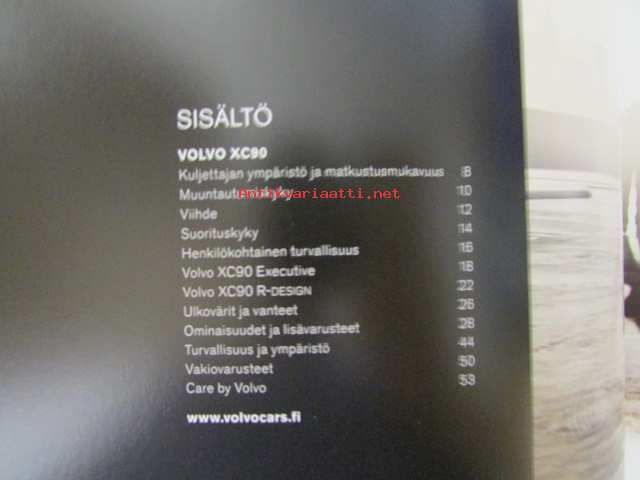 SISÄLTÖ
VOLVO XC90
Kuljettajan ympäristö ja matkustusmukavuus 8
10
Viihde 12
Suorituskyky 14
Henkilökohtainen turvallisuus 16
Volvo XC90 Executive 18
Volvo XC90 R-DESIGN 22
Ulkovärit ja vanteet 26
Ominaisuudet ja lisävarusteet 28
Turvallisuus ja ympäristö 44
Vakiovarusteet 50
Care by Volvo 53
www.volvocars.fi
Antikvariaatti.net